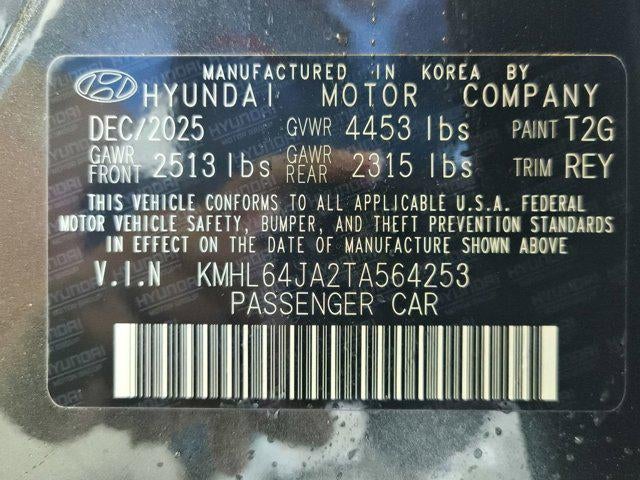 MANUFACTURED IN KOREA BY
HYUNDAI MOTOR COMPANY
DEC/2025 GVWR 4453 lbs PAINT T2G
GAWR FRONT 2513 lbs GAWR REAR 2315 lbs TRIM REY
THIS VEHICLE CONFORMS TO ALL APPLICABLE U.S.A. FEDERAL
MOTOR VEHICLE SAFETY, BUMPER, AND THEFT PREVENTION STANDARDS
IN EFFECT ON THE DATE OF MANUFACTURE SHOWN ABOVE
V.I.N KMHL64JA2TA564253
PASSENGER CAR